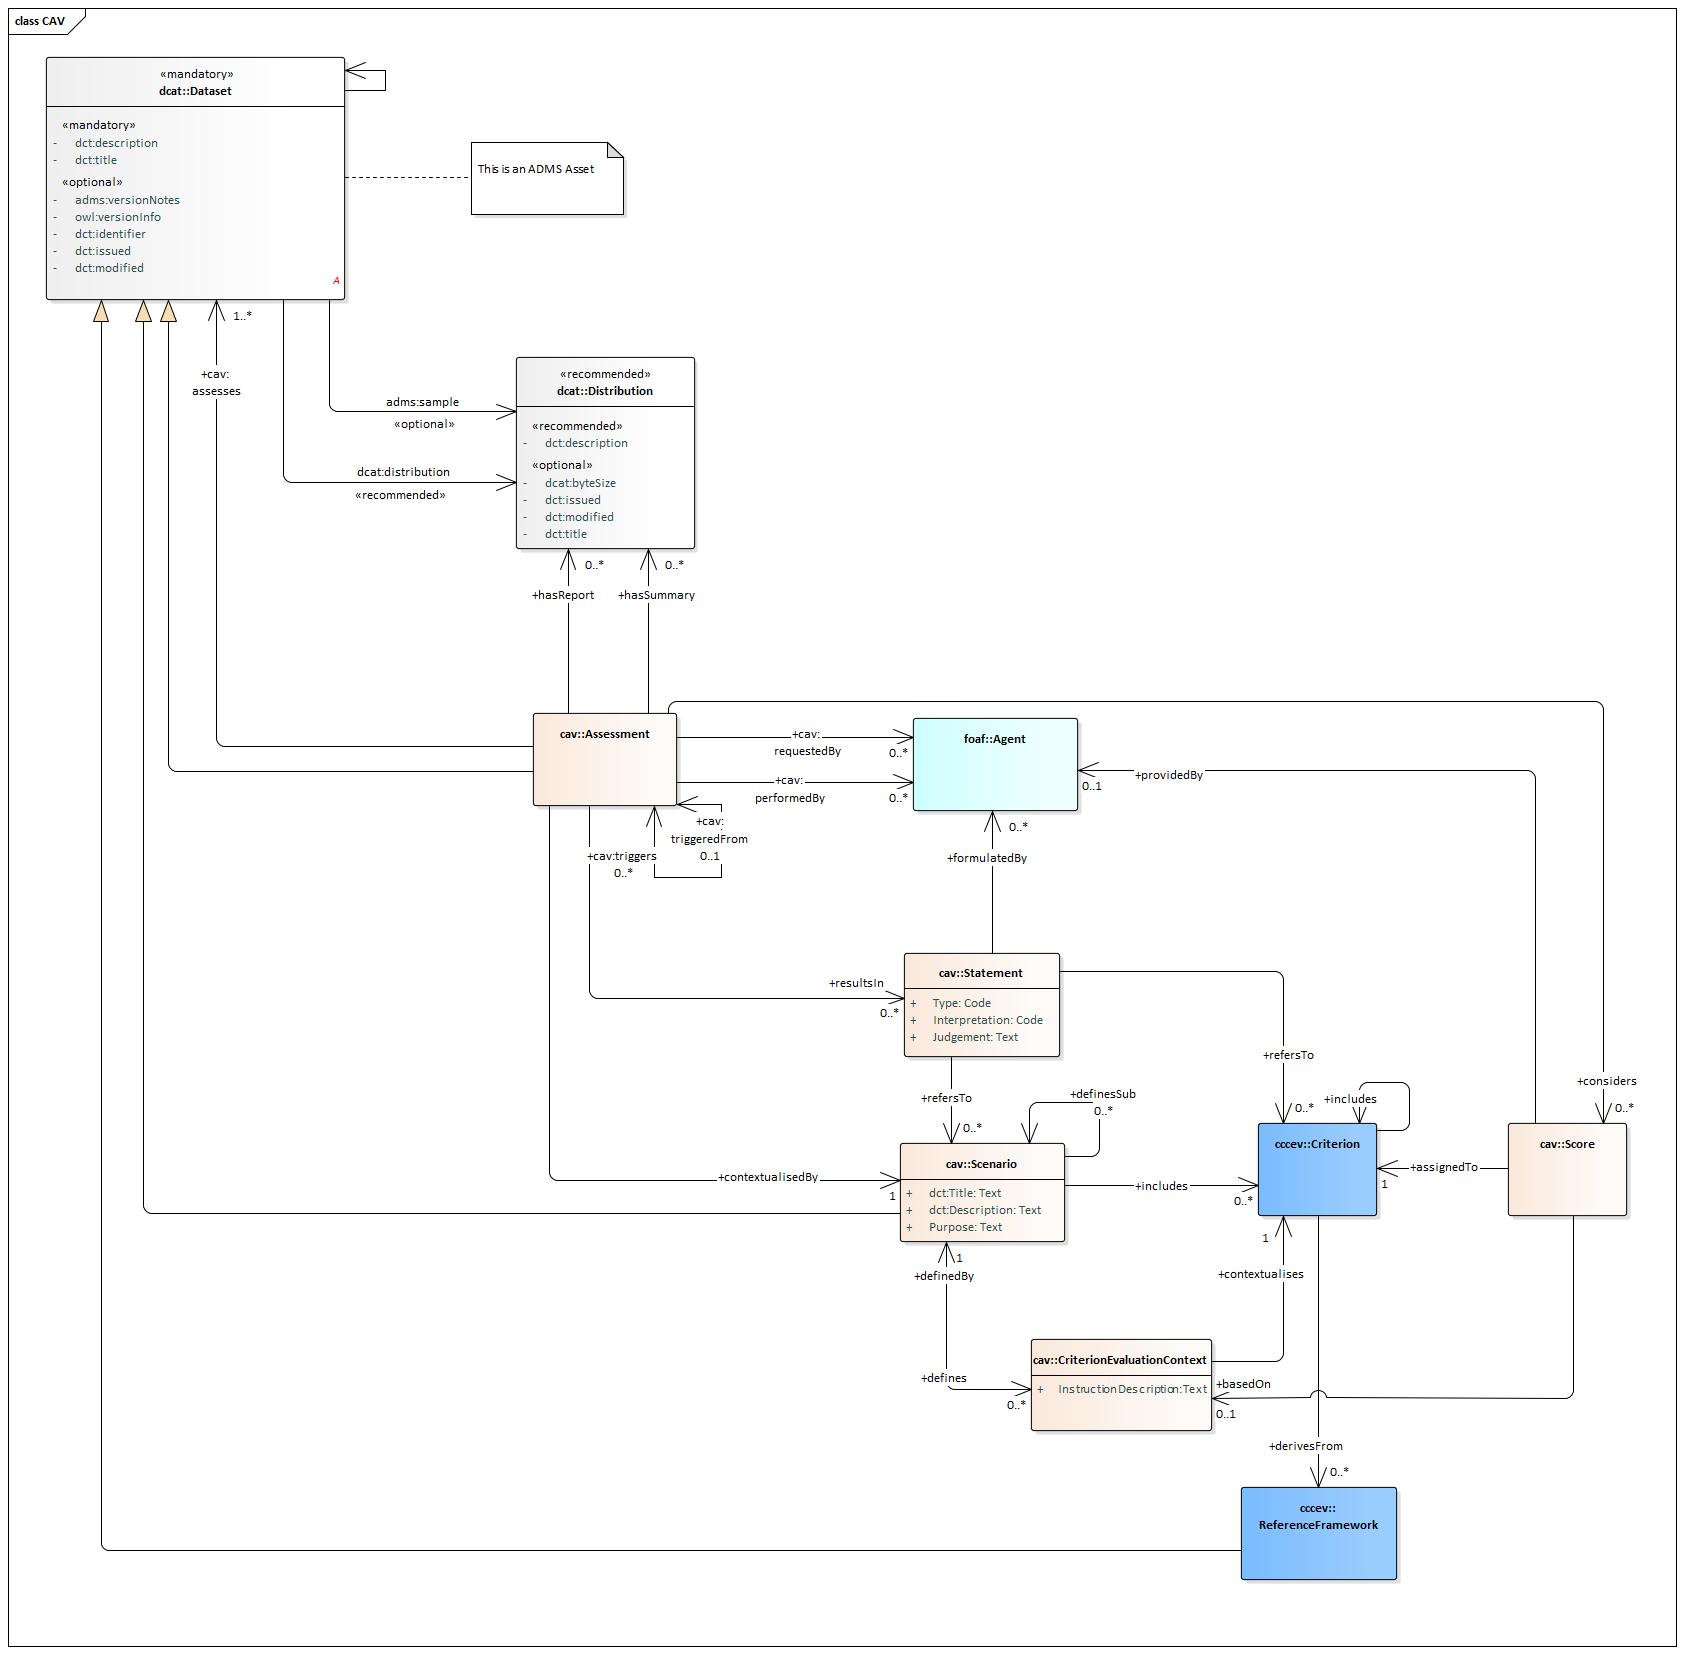 class CAV
«mandatory»
dcat::Dataset
«mandatory»
- dct:description
- dct:title
«optional»
- adms:versionNotes
- owl:versionInfo
- dct:identifier
- dct:issued
- dct:modified
A
This is an ADMS Asset
1..*
+cav:
assesses
adms:sample
«optional»
dcat:distribution
«recommended»
«recommended»
dcat::Distribution
«recommended»
- dct:description
«optional»
- dcat:byteSize
- dct:issued
- dct:modified
- dct:title
0..*
0..*
+hasReport
+hasSummary
cav::Assessment
+cav:
requestedBy
0..*
+cav:
performedBy
0..*
foaf::Agent
+providedBy
0..1
+cav:
triggeredFrom
0..1
+cav:triggers
0..*
0..*
+formulatedBy
+resultsIn
0..*
cav::Statement
+ Type: Code
+ Interpretation: Code
+ Judgement: Text
+refersTo
0..*
+refersTo
0..*
+considers
0..*
+definesSub
0..*
+includes
cav::Scenario
+ dct:Title: Text
+ dct:Description: Text
+ Purpose: Text
+contextualisedBy
1
+includes
0..*
cccev::Criterion
+assignedTo
1
cav::Score
1
+definedBy
1
+contextualises
+defines
0..*
cav::CriterionEvaluationContext
+ InstructionDescription:Text
+basedOn
0..1
+derivesFrom
0..*
cccev::
ReferenceFramework